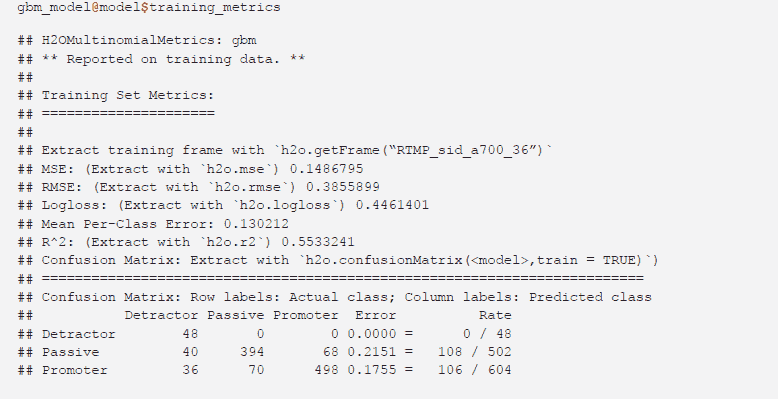 gbm_model@model$training_metrics
## H2OMultinomialMetrics: gbm
## ** Reported on training data. **
##
## Training Set Metrics:
## =====================
##
## Extract training frame with `h2o.getFrame(“RTMP_sid_a700_36”)`
## MSE: (Extract with `h2o.mse`) 0.1486795
## RMSE: (Extract with `h2o.rmse`) 0.3855899
## Logloss: (Extract with `h2o.logloss`) 0.4461401
## Mean Per-Class Error: 0.130212
## R^2: (Extract with `h2o.r2`) 0.5533241
## Confusion Matrix: Extract with `h2o.confusionMatrix(<model>,train = TRUE)`)
## =========================================================================
## Confusion Matrix: Row labels: Actual class; Column labels: Predicted class
##           Detractor Passive Promoter  Error          Rate
## Detractor        48       0        0 0.0000 =      0 / 48
## Passive          40     394       68 0.2151 =   108 / 502
## Promoter         36      70      498 0.1755 =   106 / 604